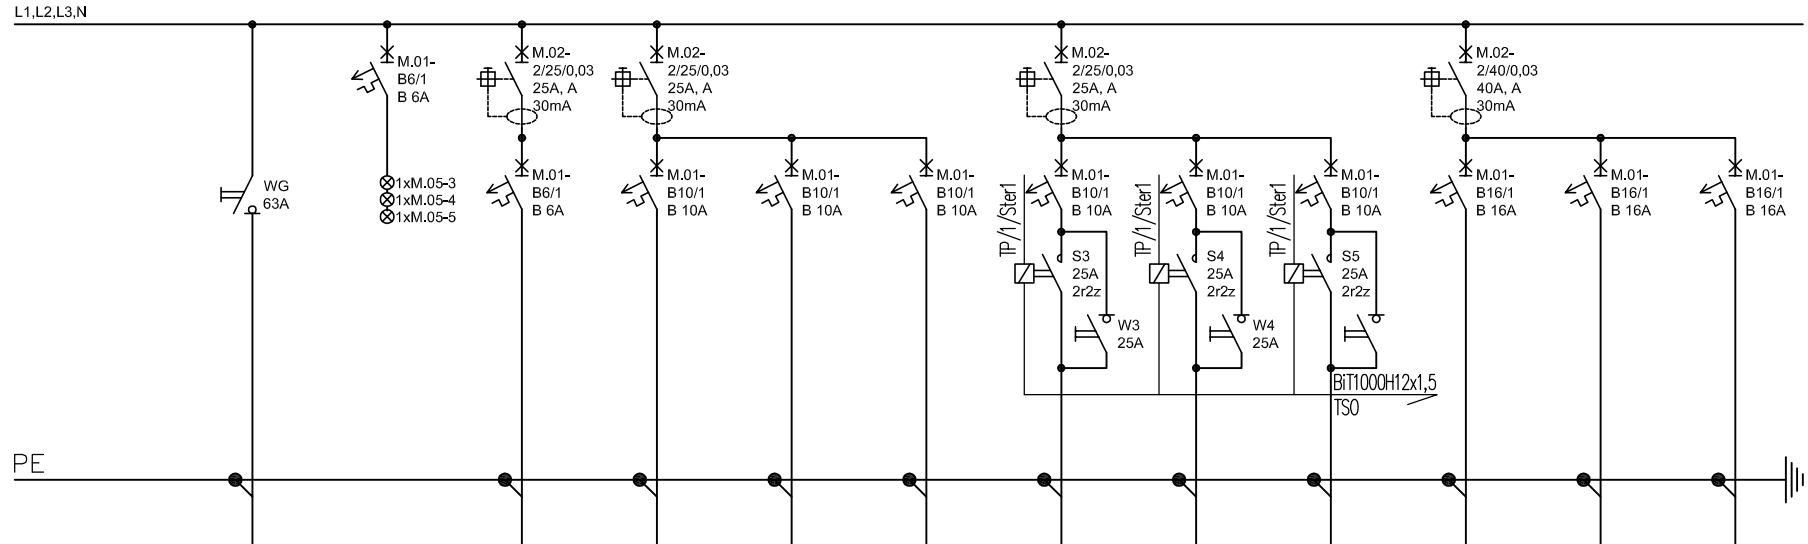 L1,L2,L3,N
WG
63A
M.01-
B6/1
B 6A
1xM.05-3
1xM.05-4
1xM.05-5
M.02-
2/25/0,03
25A, A
30mA
M.01-
B6/1
B 6A
M.02-
2/25/0,03
25A, A
30mA
M.01-
B10/1
B 10A
M.01-
B10/1
B 10A
M.01-
B10/1
B 10A
M.02-
2/25/0,03
25A, A
30mA
TP/1/Ster1
M.01-
B10/1
B 10A
S3
25A
2r2z
W3
25A
TP/1/Ster1
M.01-
B10/1
B 10A
S4
25A
2r2z
W4
25A
TP/1/Ster1
M.01-
B10/1
B 10A
S5
25A
2r2z
BiT1000H12x1,5
TSO
M.02-
2/40/0,03
40A, A
30mA
M.01-
B16/1
B 16A
M.01-
B16/1
B 16A
M.01-
B16/1
B 16A
PE